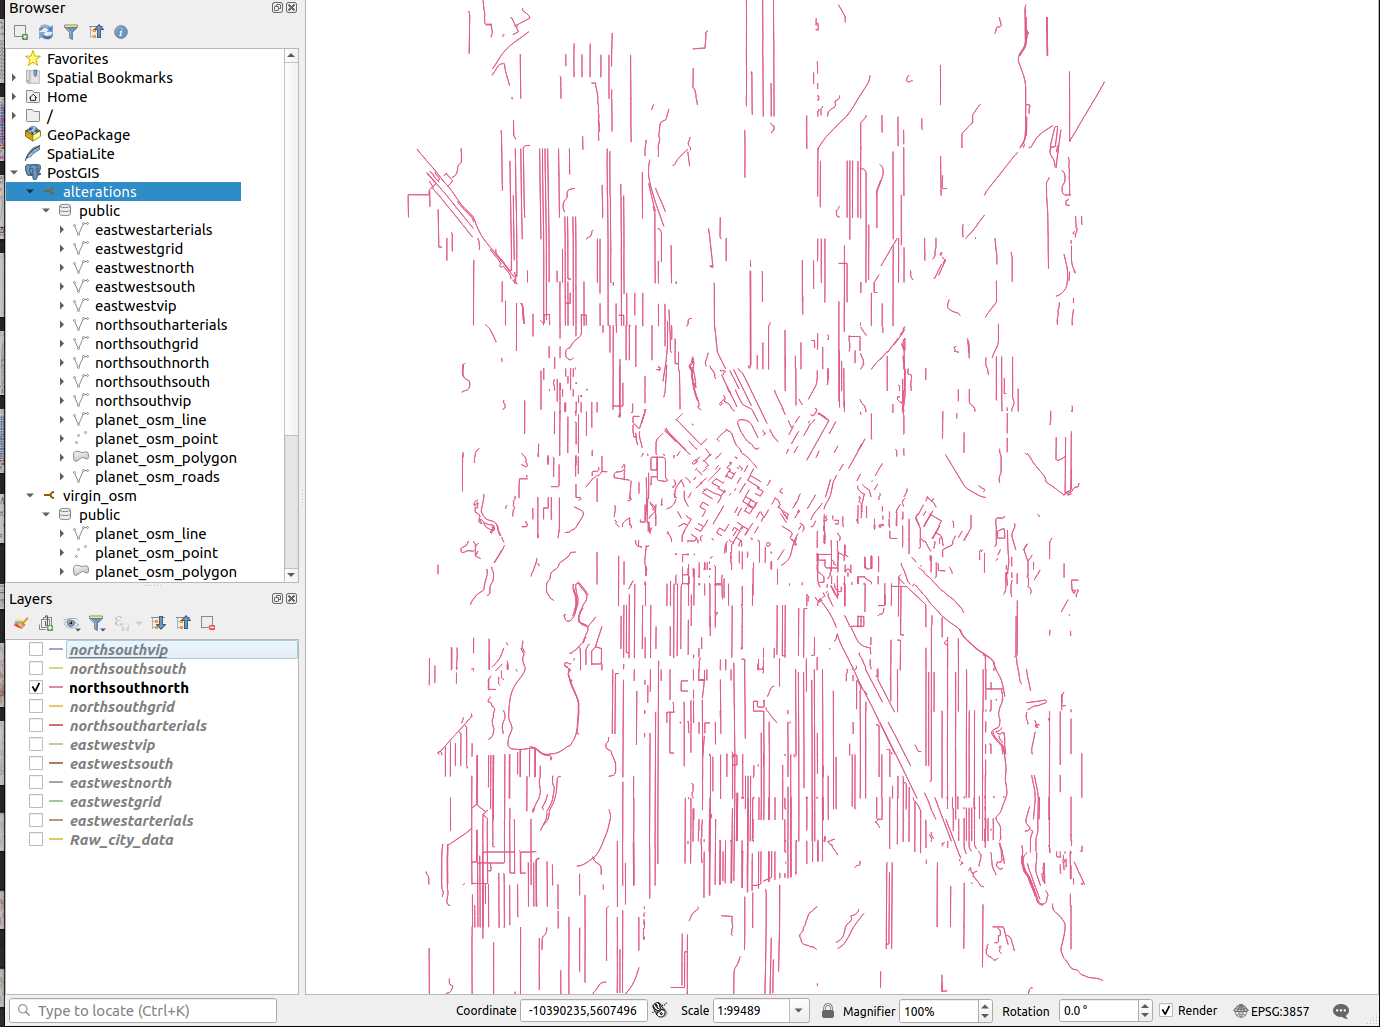 Browser
Favorites
Spatial Bookmarks
Home
/
GeoPackage
SpatiaLite
PostGIS
alterations
public
eastwestarterials
eastwestgrid
eastwestnorth
eastwestsouth
eastwestvip
northsoutharterials
northsouthgrid
northsouthnorth
northsouthsouth
northsouthvip
planet_osm_line
planet_osm_point
planet_osm_polygon
planet_osm_roads
virgin_osm
public
planet_osm_line
planet_osm_point
planet_osm_polygon
Layers
northsouthvip
northsouthsouth
northsouthnorth
northsouthgrid
northsoutharterials
eastwestvip
eastwestsouth
eastwestnorth
eastwestgrid
eastwestarterials
Raw_city_data
Type to locate (Ctrl+K) Coordinate -10390235,5607496 Scale 1:99489 Magnifier 100% Rotation 0.0 ° Render EPSG:3857